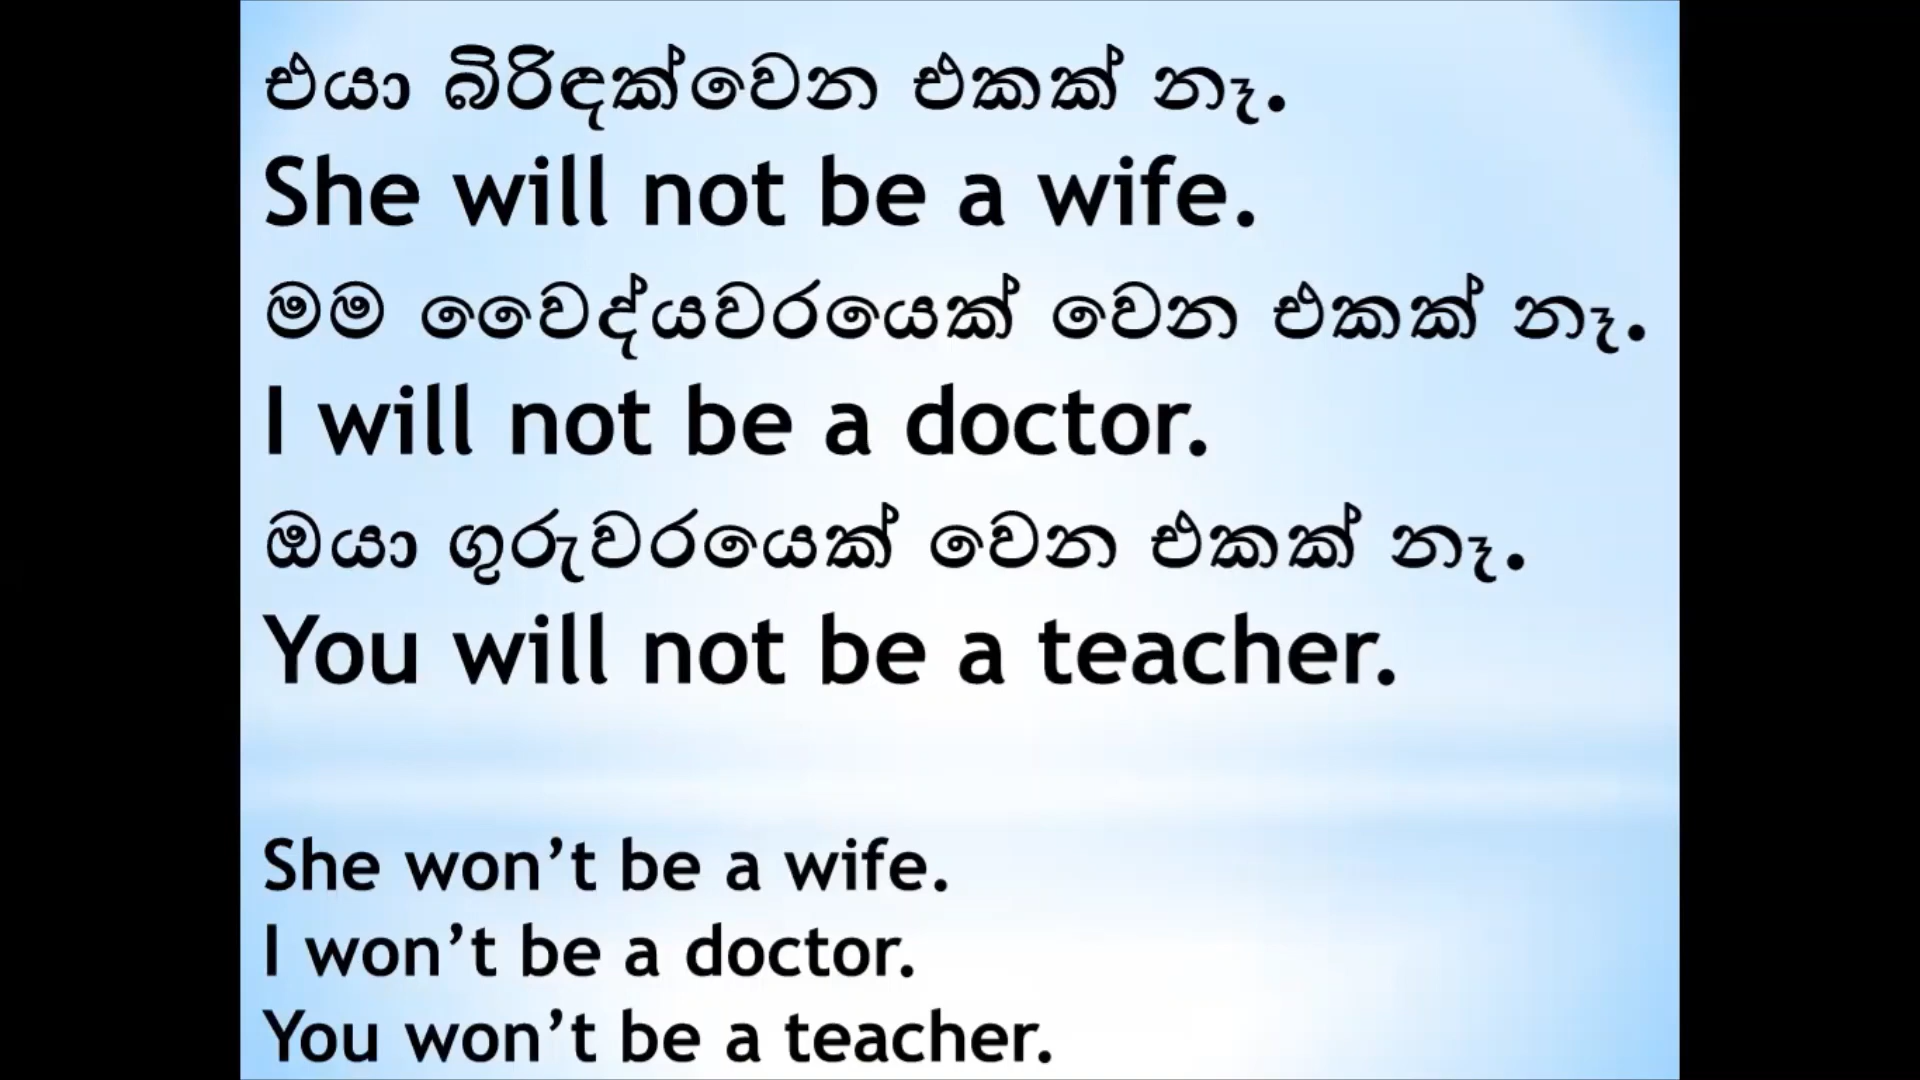 එයා බිරිඳක්වෙන එකක් නෑ.
She will not be a wife.
මම වෛද්යවරයෙක් වෙන එකක් නෑ.
I will not be a doctor.
ඔයා ගුරුවරයෙක් වෙන එකක් නෑ.
You will not be a teacher.
She won’t be a wife.
I won’t be a doctor.
You won’t be a teacher.